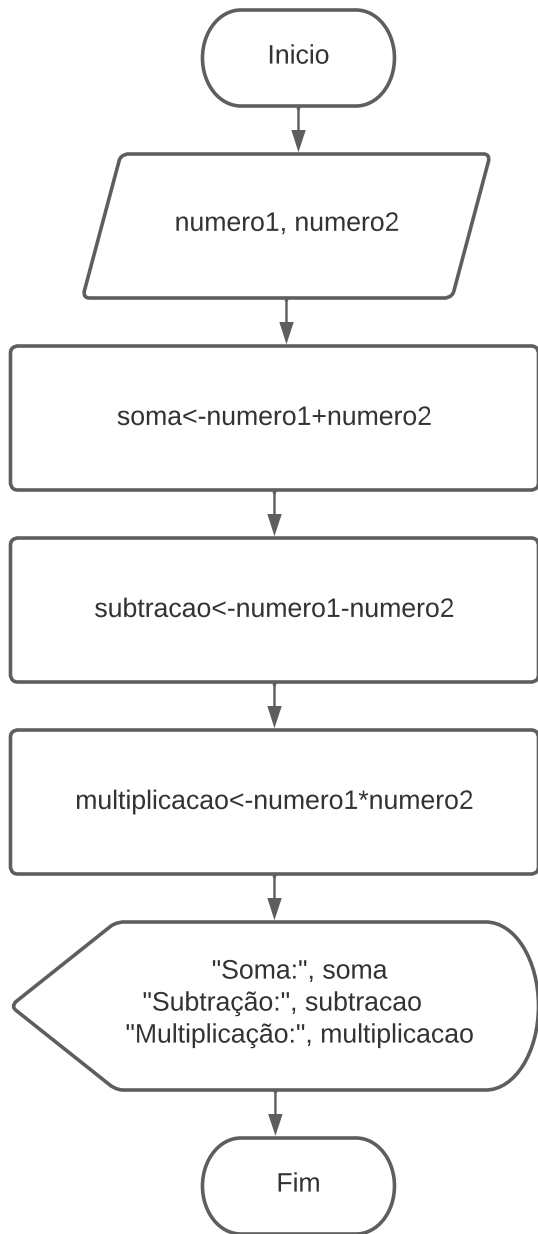 Inicio
numero1, numero2
soma<-numero1+numero2
subtracao<-numero1-numero2
multiplicacao<-numero1*numero2
"Soma:", soma
"Subtração:", subtracao
"Multiplicação:", multiplicacao
Fim